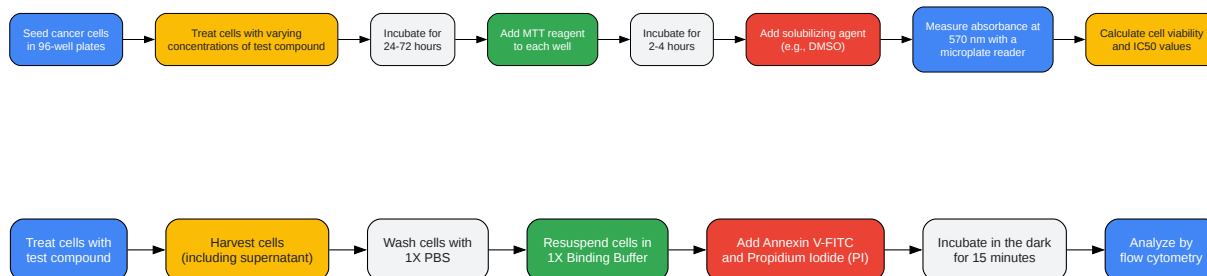 Seed cancer cells
in 96-well plates
Treat cells with varying
concentrations of test compound
Incubate for
24-72 hours
Add MTT reagent
to each well
Incubate for
2-4 hours
Add solubilizing agent
(e.g., DMSO)
Measure absorbance at
570 nm with a
microplate reader
Calculate cell viability
and IC50 values
Treat cells with
test compound
Harvest cells
(including supernatant)
Wash cells with
1X PBS
Resuspend cells in
1X Binding Buffer
Add Annexin V-FITC
and Propidium Iodide (PI)
Incubate in the dark
for 15 minutes
Analyze by
flow cytometry